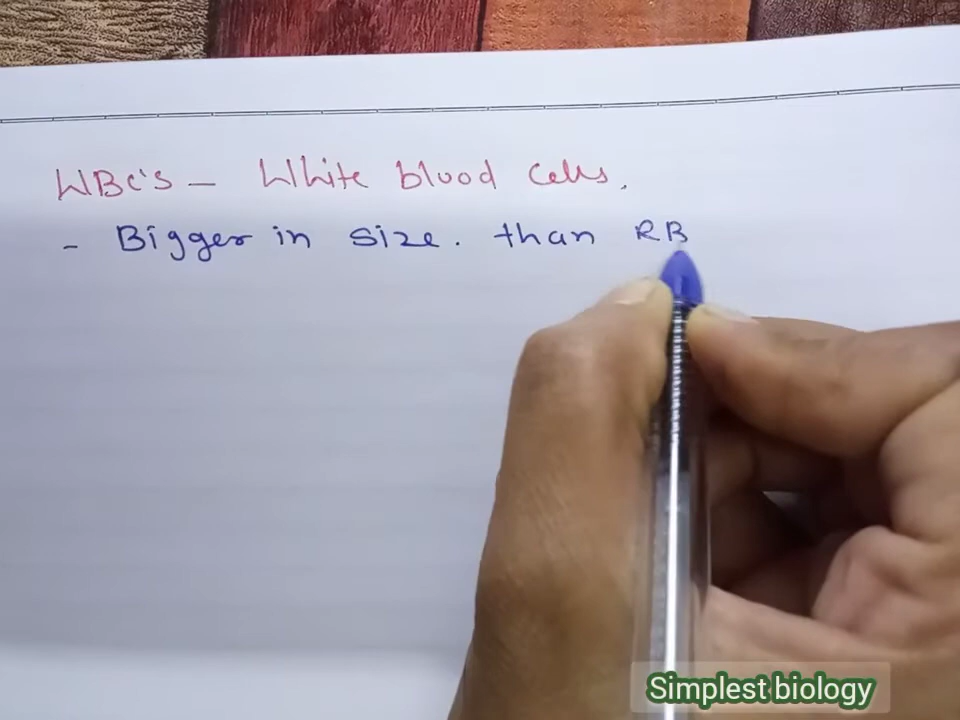 WBC's - White blood cells.
- Bigger in size. than RB
Simplest biology